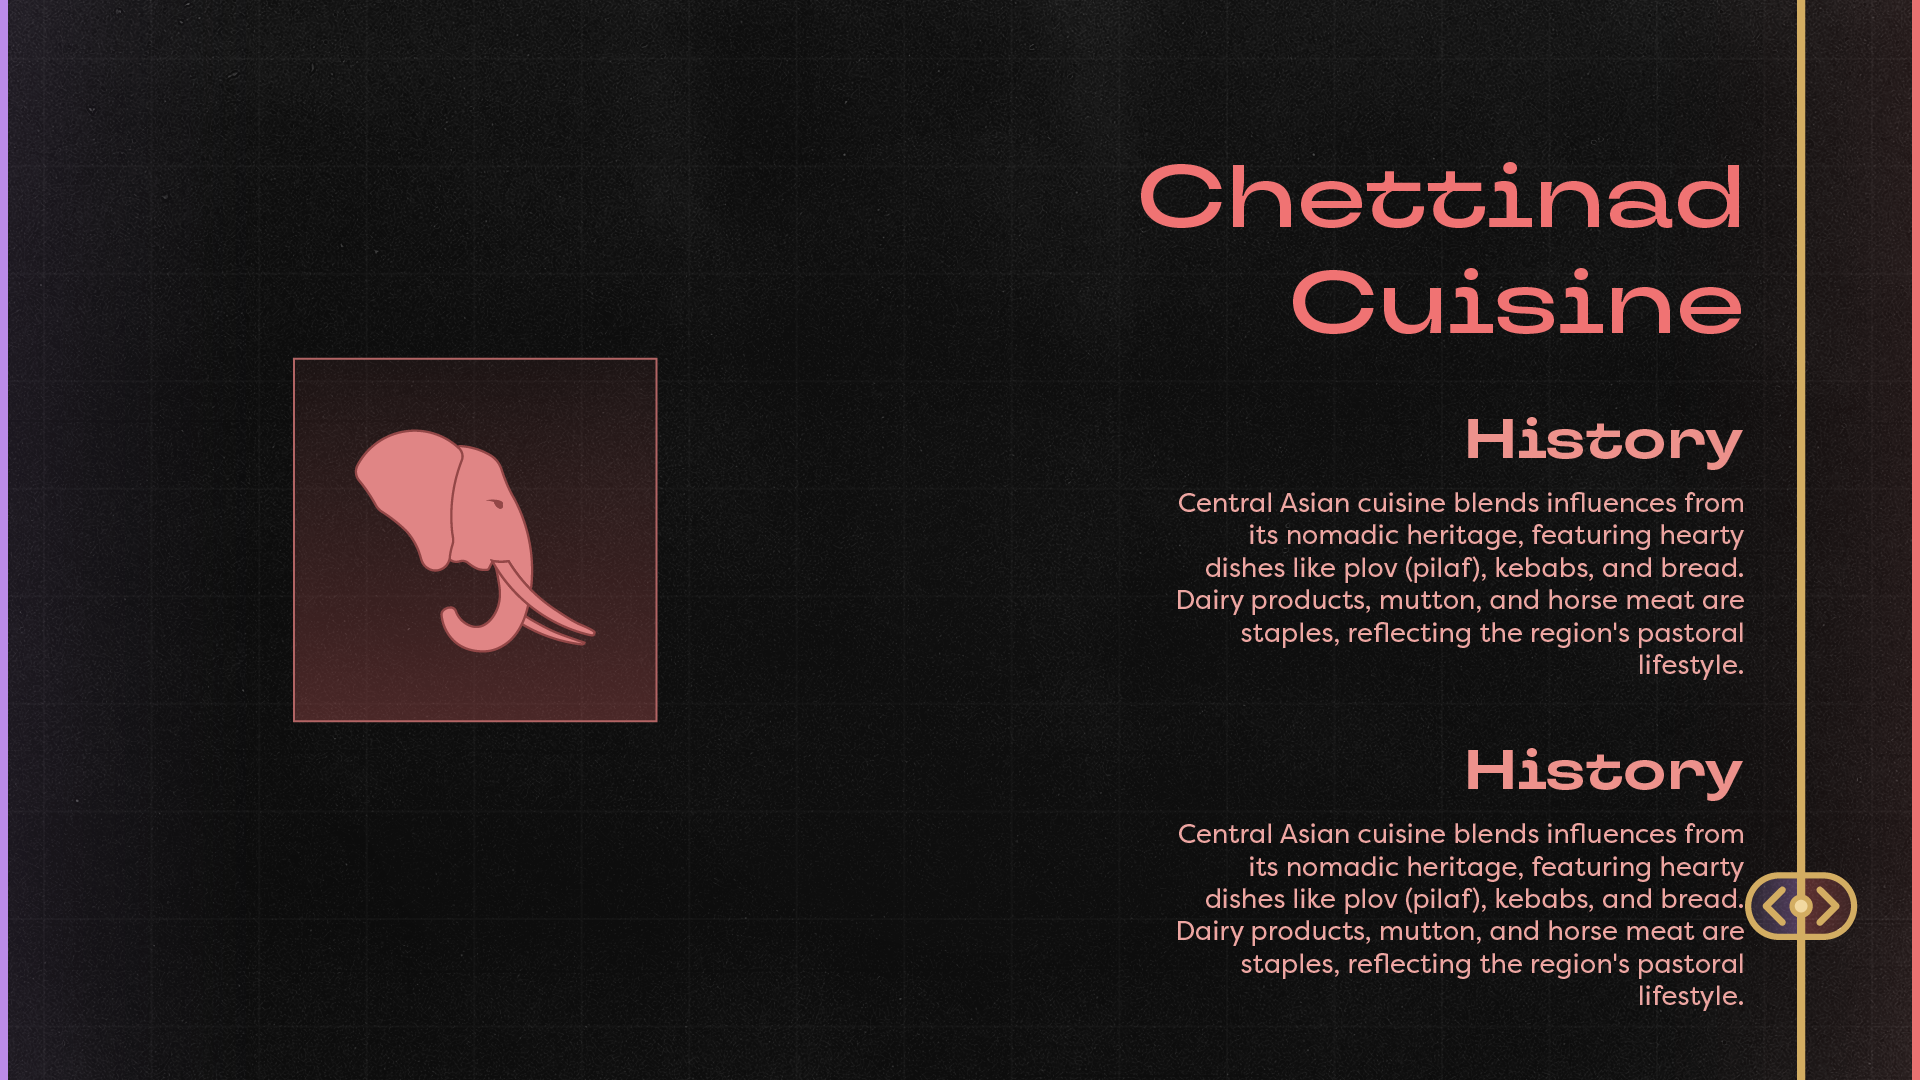 Chettinad
Cuisine
History
Central Asian cuisine blends influences from
its nomadic heritage, featuring hearty
dishes like plov (pilaf), kebabs, and bread.
Dairy products, mutton, and horse meat are
staples, reflecting the region's pastoral
lifestyle.
History
Central Asian cuisine blends influences from
its nomadic heritage, featuring hearty
dishes like plov (pilaf), kebabs, and bread.
Dairy products, mutton, and horse meat are
staples, reflecting the region's pastoral
lifestyle.